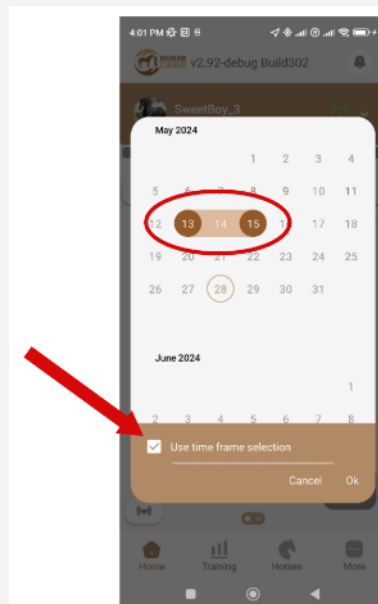 4:01 PM
HORSE CARE v2.92-debug Build302
SweetBoy_3
May 2024
1 2 3 4
5 6 7 8 9 10 11
12 13 14 15 16 17 18
19 20 21 22 23 24 25
26 27 28 29 30 31
June 2024
1
2 3 4 5 6 7 8
Use time frame selection
Cancel Ok
Home Training Horses More